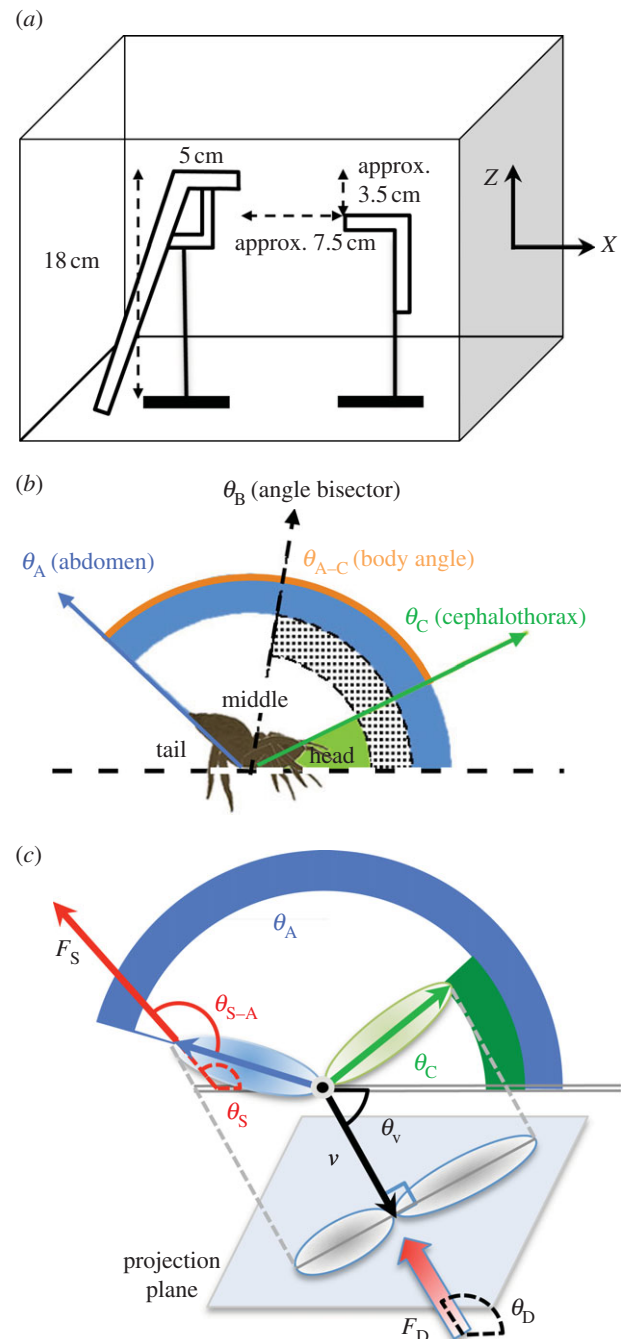 (a)
5 cm
approx.
3.5 cm
Z
approx. 7.5 cm
X
18 cm
(b)
θB (angle bisector)
θA (abdomen)
θA–C (body angle)
θC (cephalothorax)
middle
tail
head
(c)
θA
FS
θS–A
θC
θS
θv
v
projection
plane
θD
FD